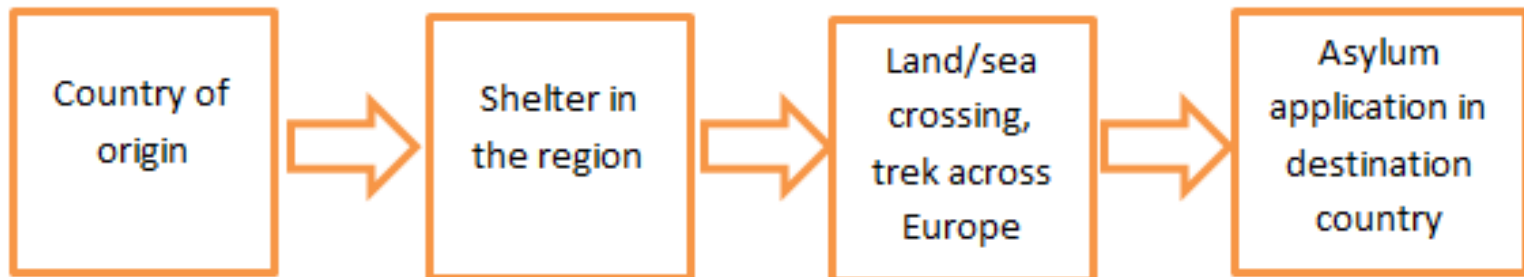 Country of
origin
Shelter in
the region
Land/sea
crossing,
trek across
Europe
Asylum
application in
destination
country